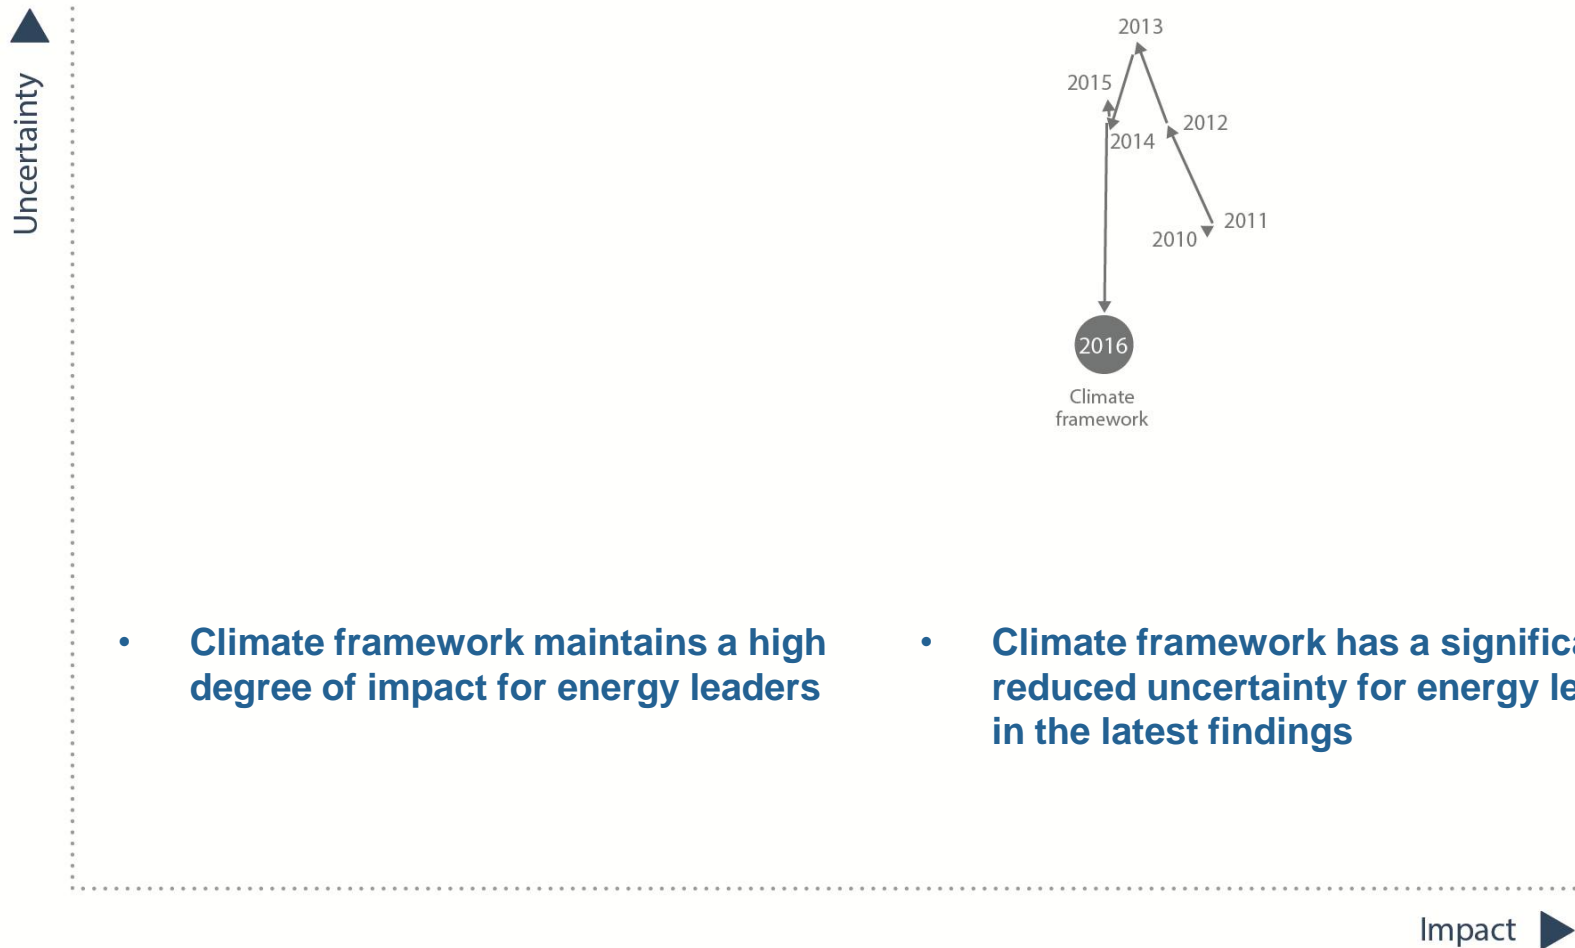 Uncertainty
2013
2015
2012
2014
2011
2010
2016
Climate
framework
• Climate framework maintains a high
degree of impact for energy leaders
• Climate framework has a
reduced uncertainty for energy
in the latest findings
Impact